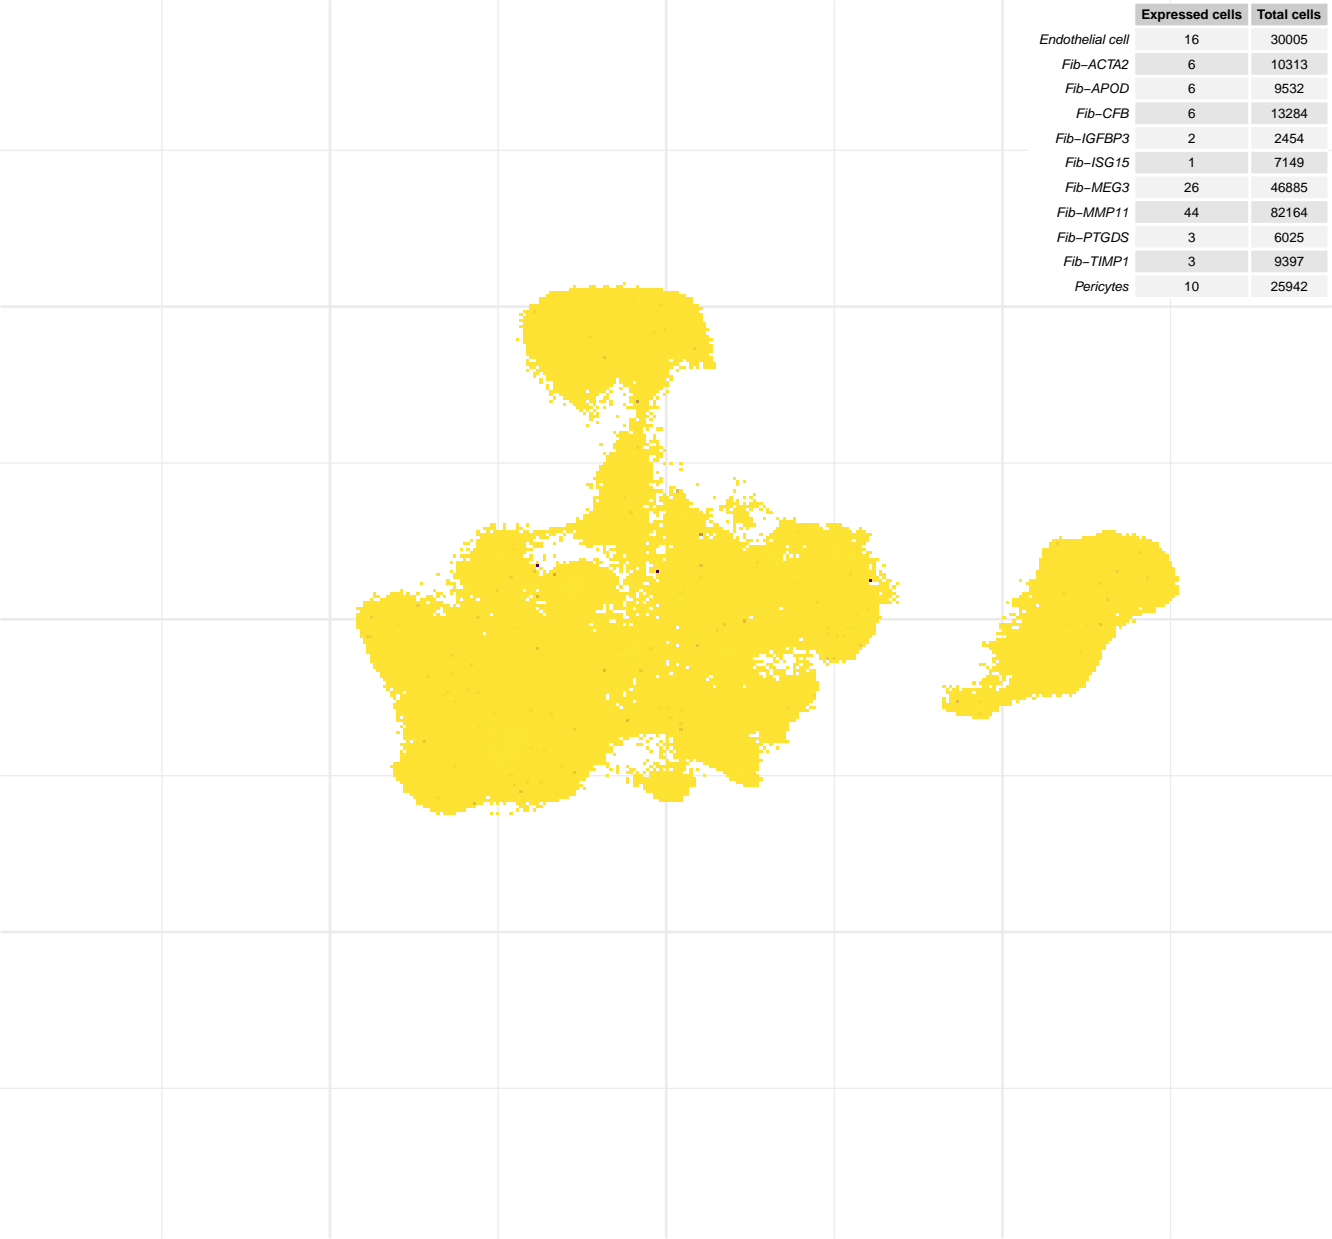 Expressed cells Total cells
Endothelial cell 16 30005
Fib−ACTA2 6 10313
Fib−APOD 6 9532
Fib−CFB 6 13284
Fib−IGFBP3 2 2454
Fib−ISG15 1 7149
Fib−MEG3 26 46885
Fib−MMP11 44 82164
Fib−PTGDS 3 6025
Fib−TIMP1 3 9397
Pericytes 10 25942